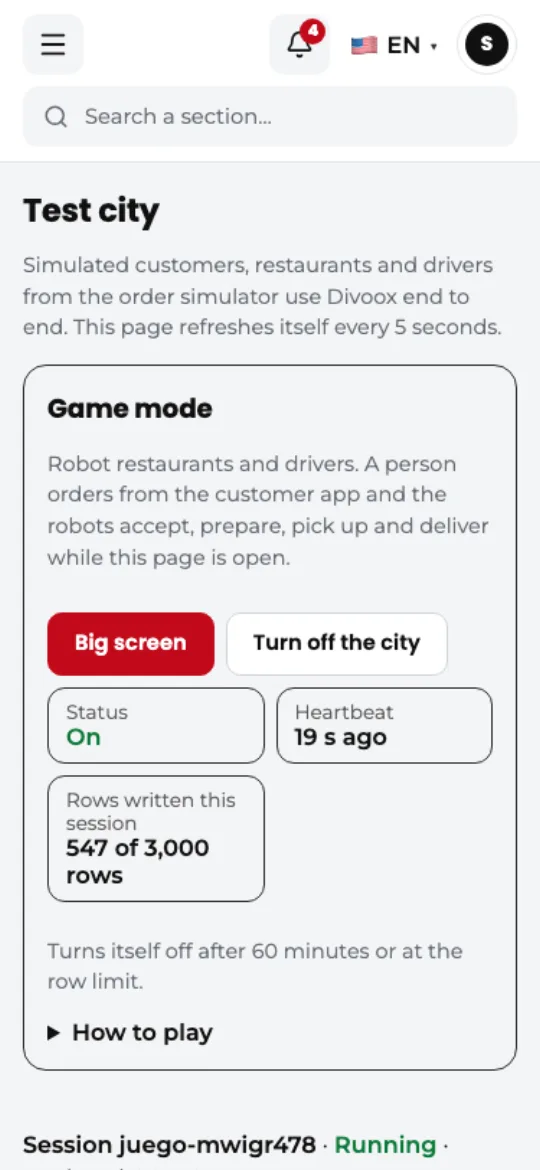 4
EN
S
Search a section...
Test city
Simulated customers, restaurants and drivers
from the order simulator use Divoox end to
end. This page refreshes itself every 5 seconds.
Game mode
Robot restaurants and drivers. A person
orders from the customer app and the
robots accept, prepare, pick up and deliver
while this page is open.
Big screen
Turn off the city
Status
On
Heartbeat
19 s ago
Rows written this
session
547 of 3,000
rows
Turns itself off after 60 minutes or at the
row limit.
How to play
Session juego-mwigr478 · Running ·